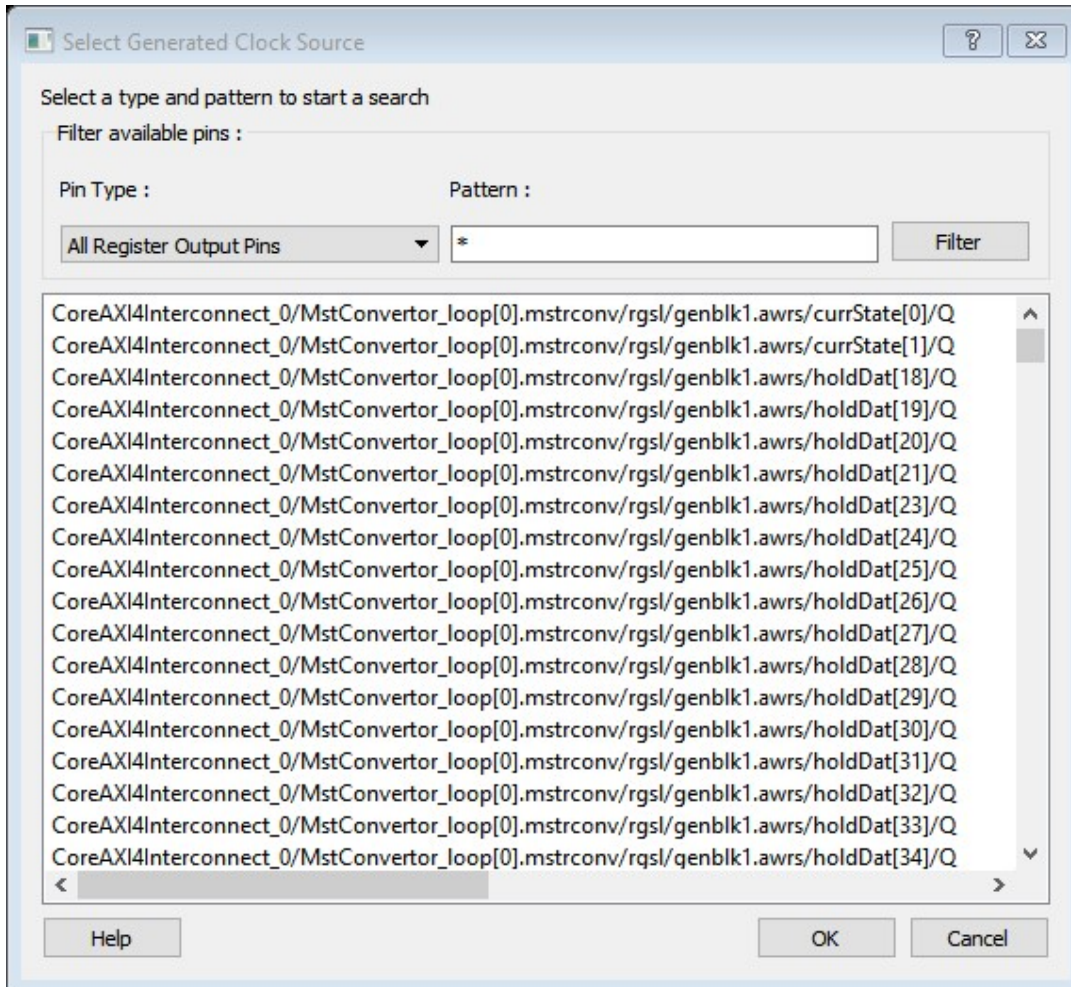 Select Generated Clock Source
Select a type and pattern to start a search
Filter available pins :
Pin Type :
Pattern :
All Register Output Pins
*
Filter
CoreAXI4Interconnect_0/MstConvertor_loop[0].mstrconv/rgsl/genblk1.awrs/currState[0]/Q
CoreAXI4Interconnect_0/MstConvertor_loop[0].mstrconv/rgsl/genblk1.awrs/currState[1]/Q
CoreAXI4Interconnect_0/MstConvertor_loop[0].mstrconv/rgsl/genblk1.awrs/holdDat[18]/Q
CoreAXI4Interconnect_0/MstConvertor_loop[0].mstrconv/rgsl/genblk1.awrs/holdDat[19]/Q
CoreAXI4Interconnect_0/MstConvertor_loop[0].mstrconv/rgsl/genblk1.awrs/holdDat[20]/Q
CoreAXI4Interconnect_0/MstConvertor_loop[0].mstrconv/rgsl/genblk1.awrs/holdDat[21]/Q
CoreAXI4Interconnect_0/MstConvertor_loop[0].mstrconv/rgsl/genblk1.awrs/holdDat[23]/Q
CoreAXI4Interconnect_0/MstConvertor_loop[0].mstrconv/rgsl/genblk1.awrs/holdDat[24]/Q
CoreAXI4Interconnect_0/MstConvertor_loop[0].mstrconv/rgsl/genblk1.awrs/holdDat[25]/Q
CoreAXI4Interconnect_0/MstConvertor_loop[0].mstrconv/rgsl/genblk1.awrs/holdDat[26]/Q
CoreAXI4Interconnect_0/MstConvertor_loop[0].mstrconv/rgsl/genblk1.awrs/holdDat[27]/Q
CoreAXI4Interconnect_0/MstConvertor_loop[0].mstrconv/rgsl/genblk1.awrs/holdDat[28]/Q
CoreAXI4Interconnect_0/MstConvertor_loop[0].mstrconv/rgsl/genblk1.awrs/holdDat[29]/Q
CoreAXI4Interconnect_0/MstConvertor_loop[0].mstrconv/rgsl/genblk1.awrs/holdDat[30]/Q
CoreAXI4Interconnect_0/MstConvertor_loop[0].mstrconv/rgsl/genblk1.awrs/holdDat[31]/Q
CoreAXI4Interconnect_0/MstConvertor_loop[0].mstrconv/rgsl/genblk1.awrs/holdDat[32]/Q
CoreAXI4Interconnect_0/MstConvertor_loop[0].mstrconv/rgsl/genblk1.awrs/holdDat[33]/Q
CoreAXI4Interconnect_0/MstConvertor_loop[0].mstrconv/rgsl/genblk1.awrs/holdDat[34]/Q
Help
OK
Cancel